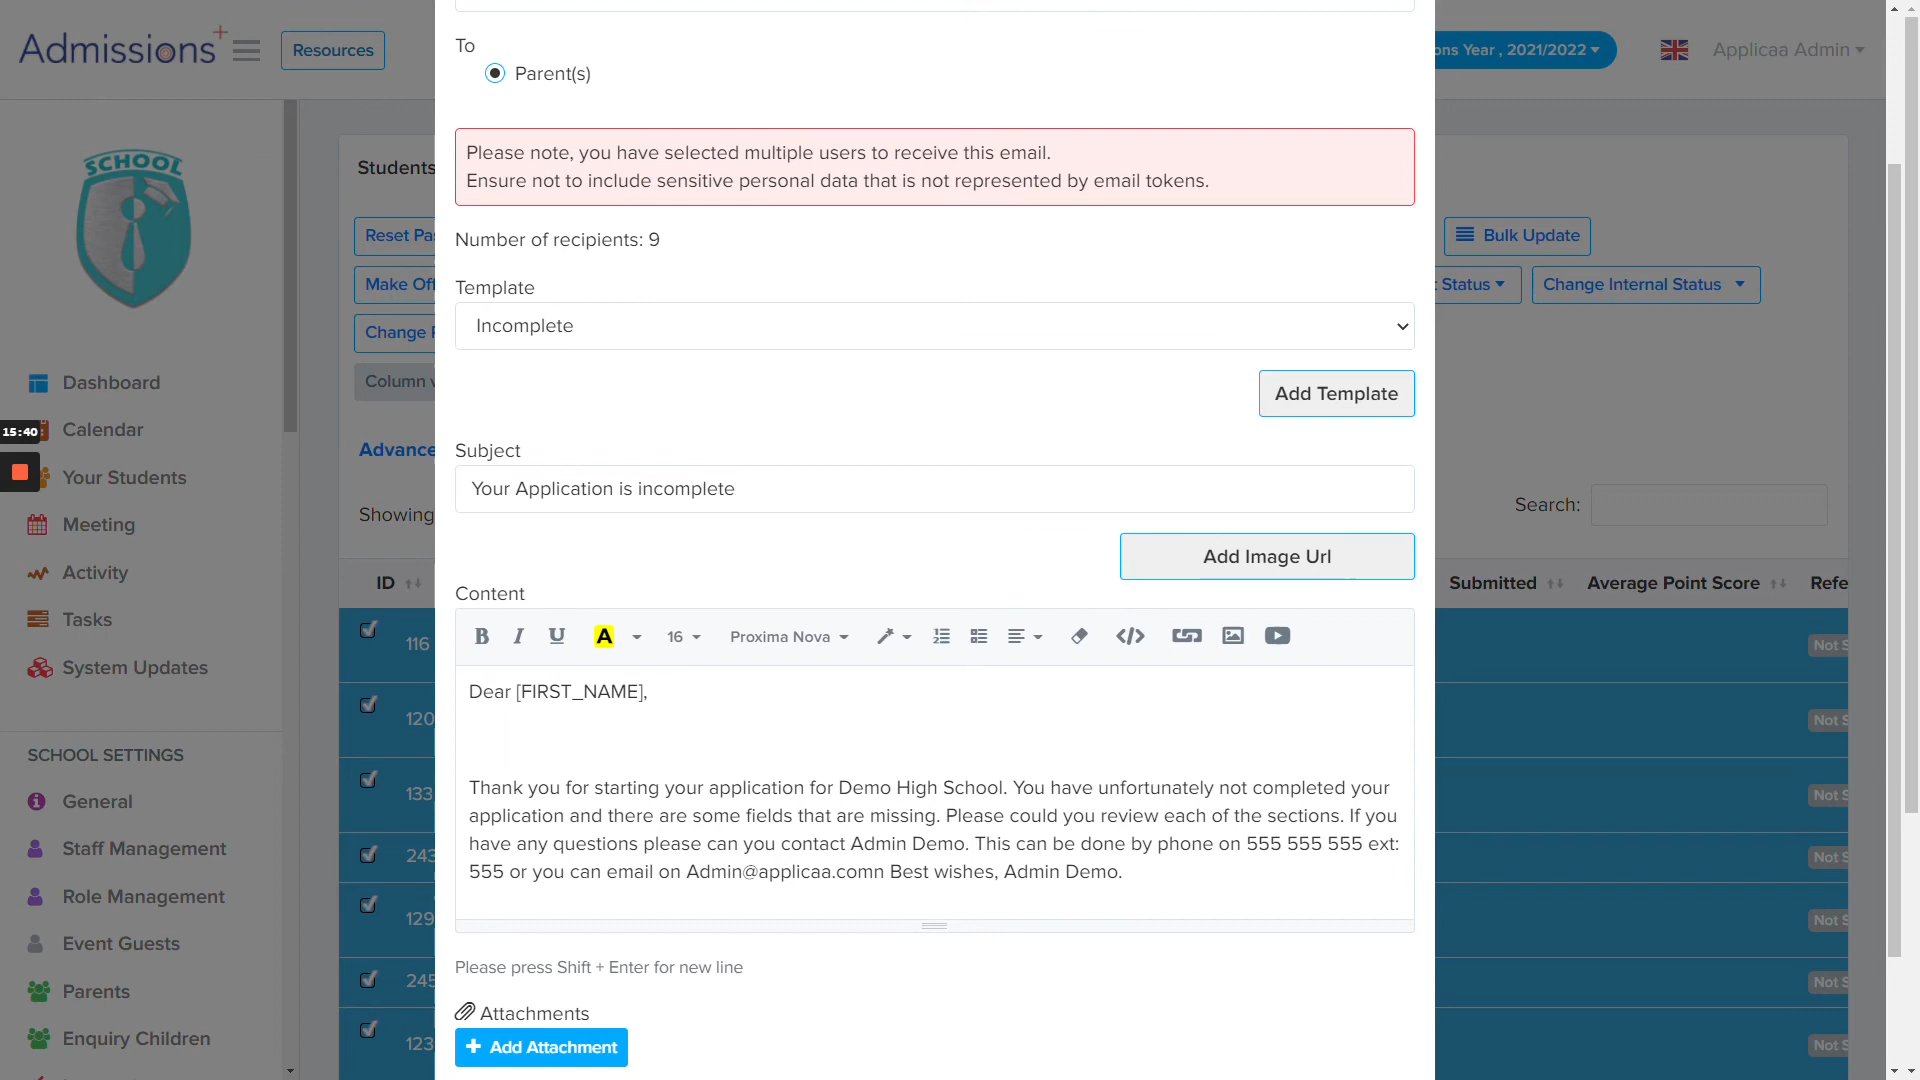 Admissions+
Resources
ons Year , 2021/2022
Applicaa Admin
SCHOOL
Dashboard
Calendar
15:40
Your Students
Meeting
Activity
Tasks
System Updates
SCHOOL SETTINGS
General
Staff Management
Role Management
Event Guests
Parents
Enquiry Children
Students
Reset Pa
Make Off
Change
Column
Advance
Showing
ID
116
120
133
243
129
245
123
To
Parent(s)
Please note, you have selected multiple users to receive this email.
Ensure not to include sensitive personal data that is not represented by email tokens.
Number of recipients: 9
Template
Incomplete
Add Template
Subject
Your Application is incomplete
Add Image Url
Content
B I U A 16 Proxima Nova
Dear [FIRST_NAME],
Thank you for starting your application for Demo High School. You have unfortunately not completed your
application and there are some fields that are missing. Please could you review each of the sections. If you
have any questions please can you contact Admin Demo. This can be done by phone on 555 555 555 ext:
555 or you can email on Admin@applicaa.comn Best wishes, Admin Demo.
Please press Shift + Enter for new line
Attachments
Add Attachment
Bulk Update
Status
Change Internal Status
Search:
Submitted
Average Point Score
Refe
Not S
Not S
Not S
Not S
Not S
Not S
Not S